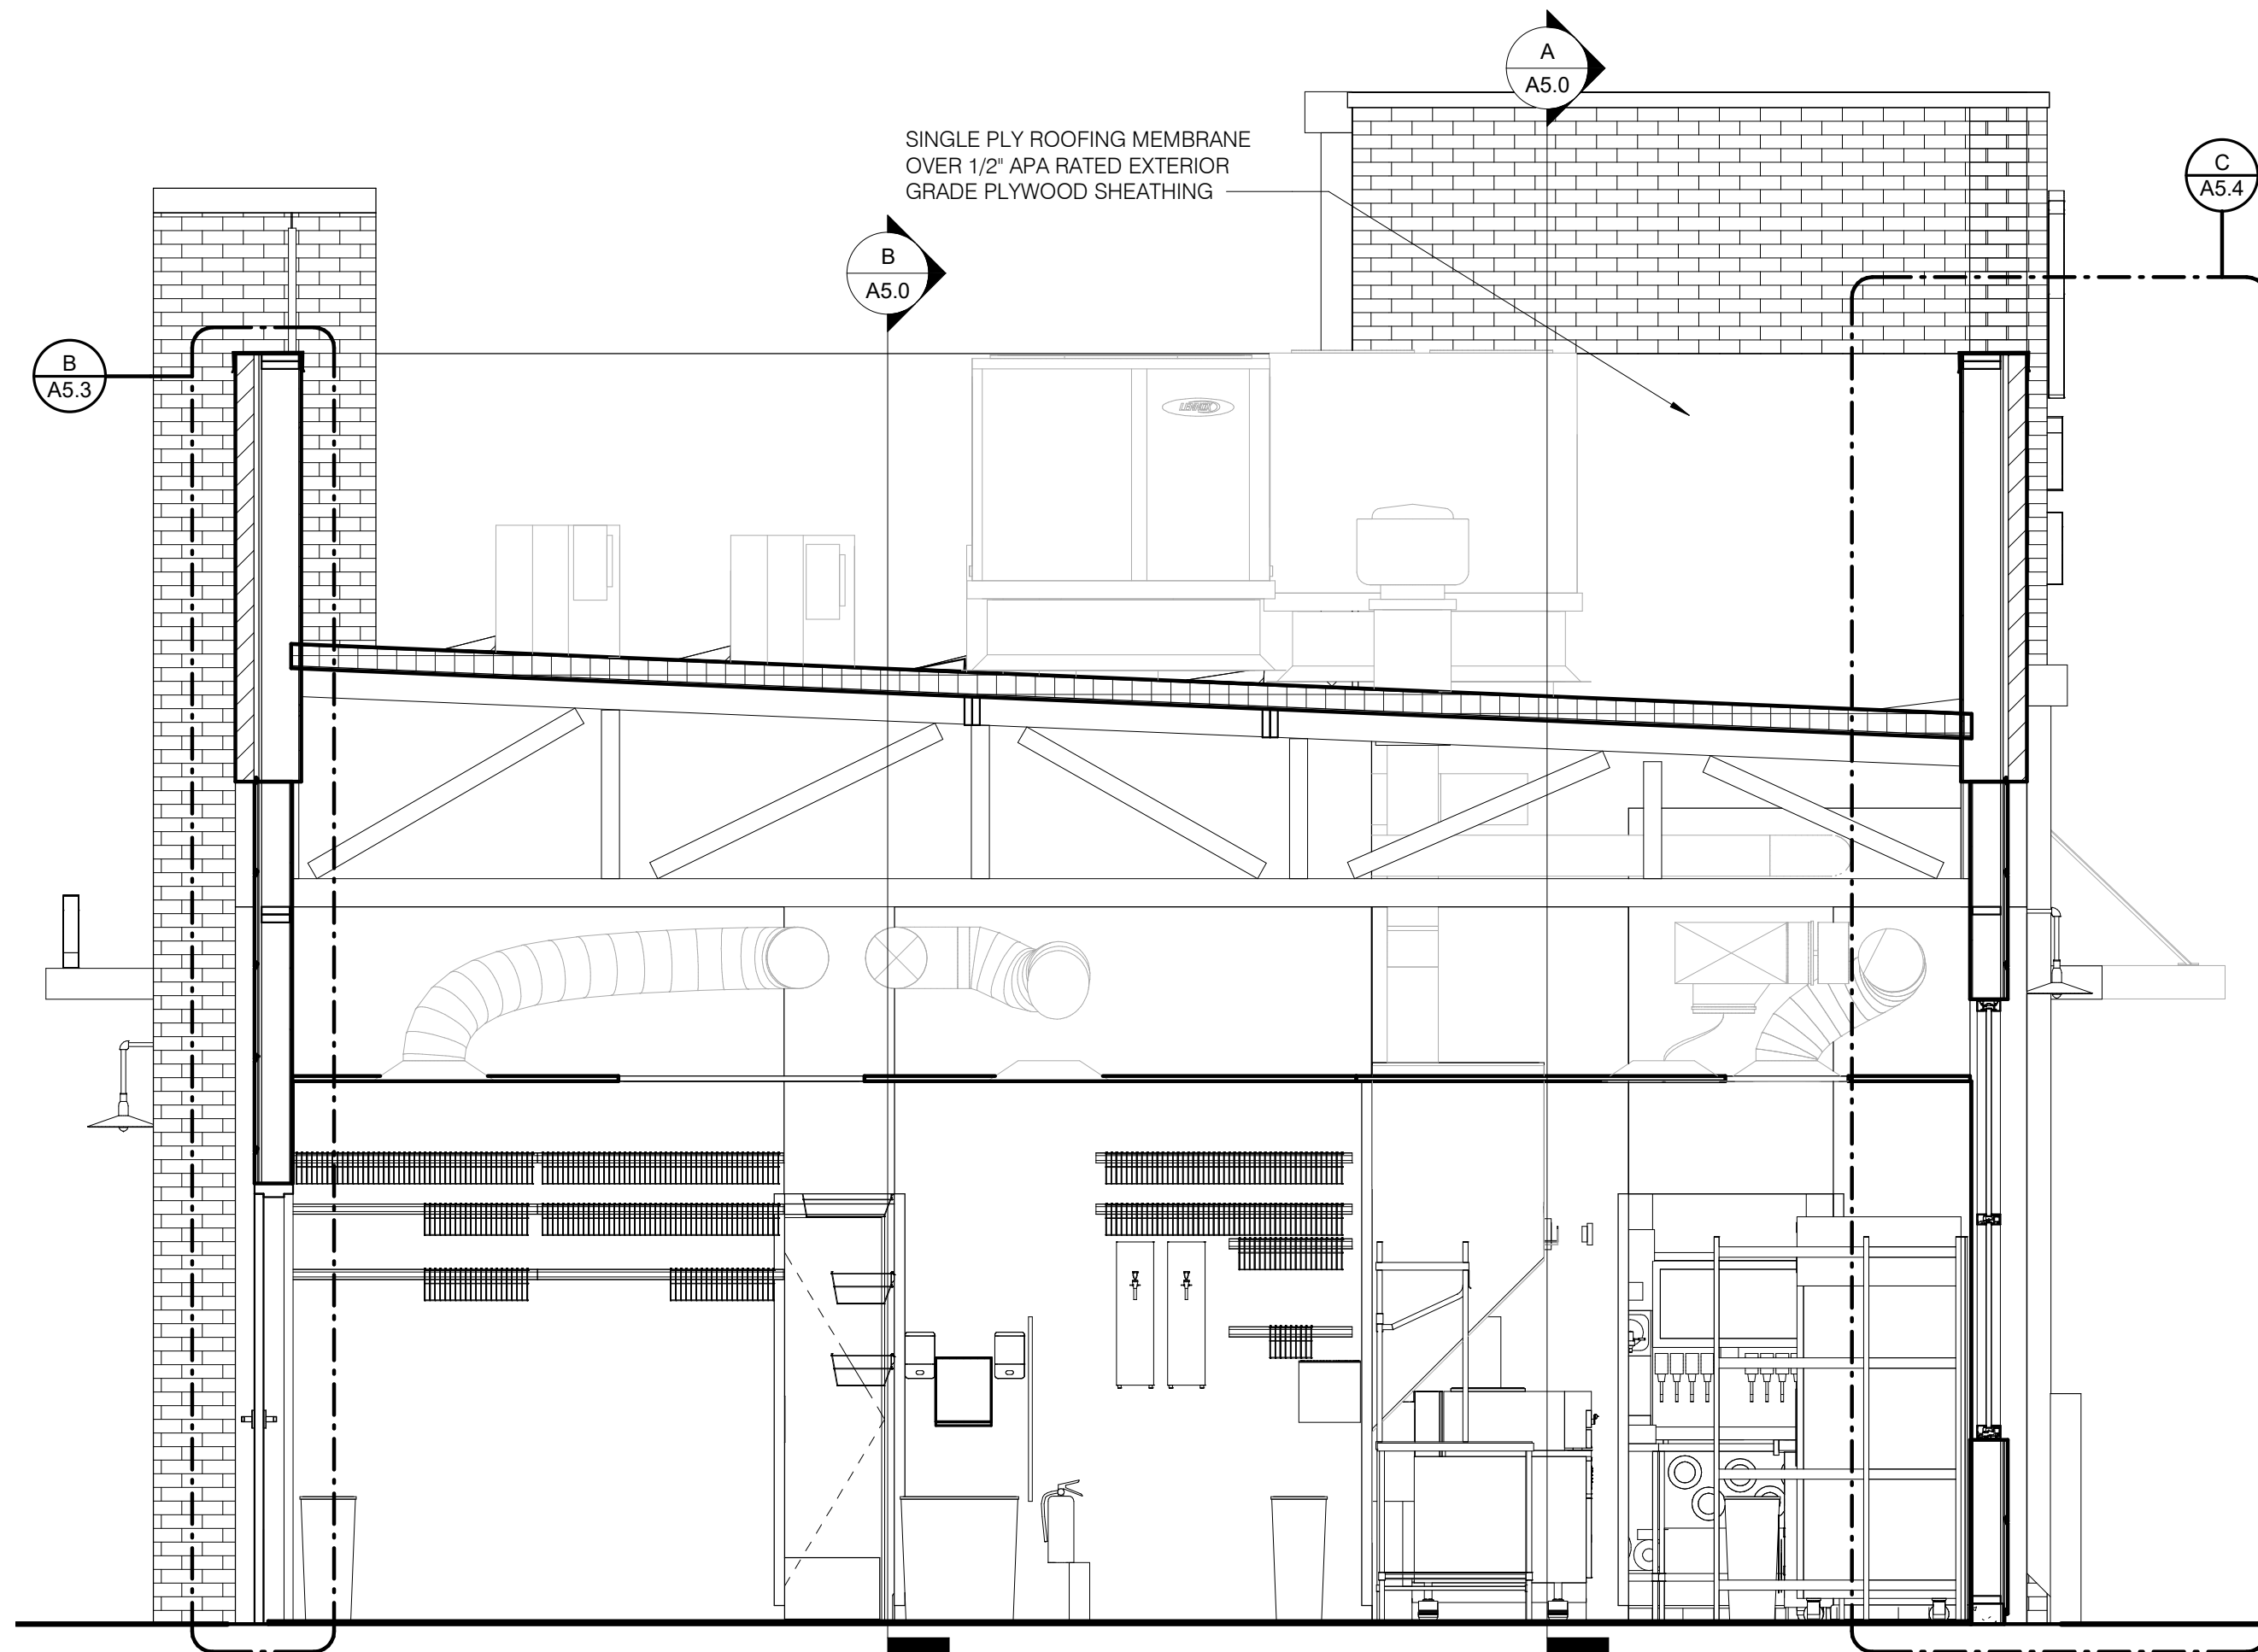 A
A5.0
SINGLE PLY ROOFING MEMBRANE
OVER 1/2" APA RATED EXTERIOR
GRADE PLYWOOD SHEATHING
C
A5.4
B
A5.0
B
A5.3
LENNOX